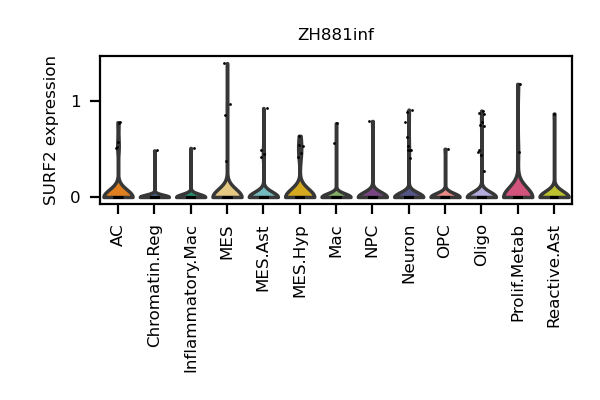 ZH881inf
SURF2 expression
1
0
AC
Chromatin.Reg
Inflammatory.Mac
MES
MES.Ast
MES.Hyp
Mac
NPC
Neuron
OPC
Oligo
Prolif.Metab
Reactive.Ast